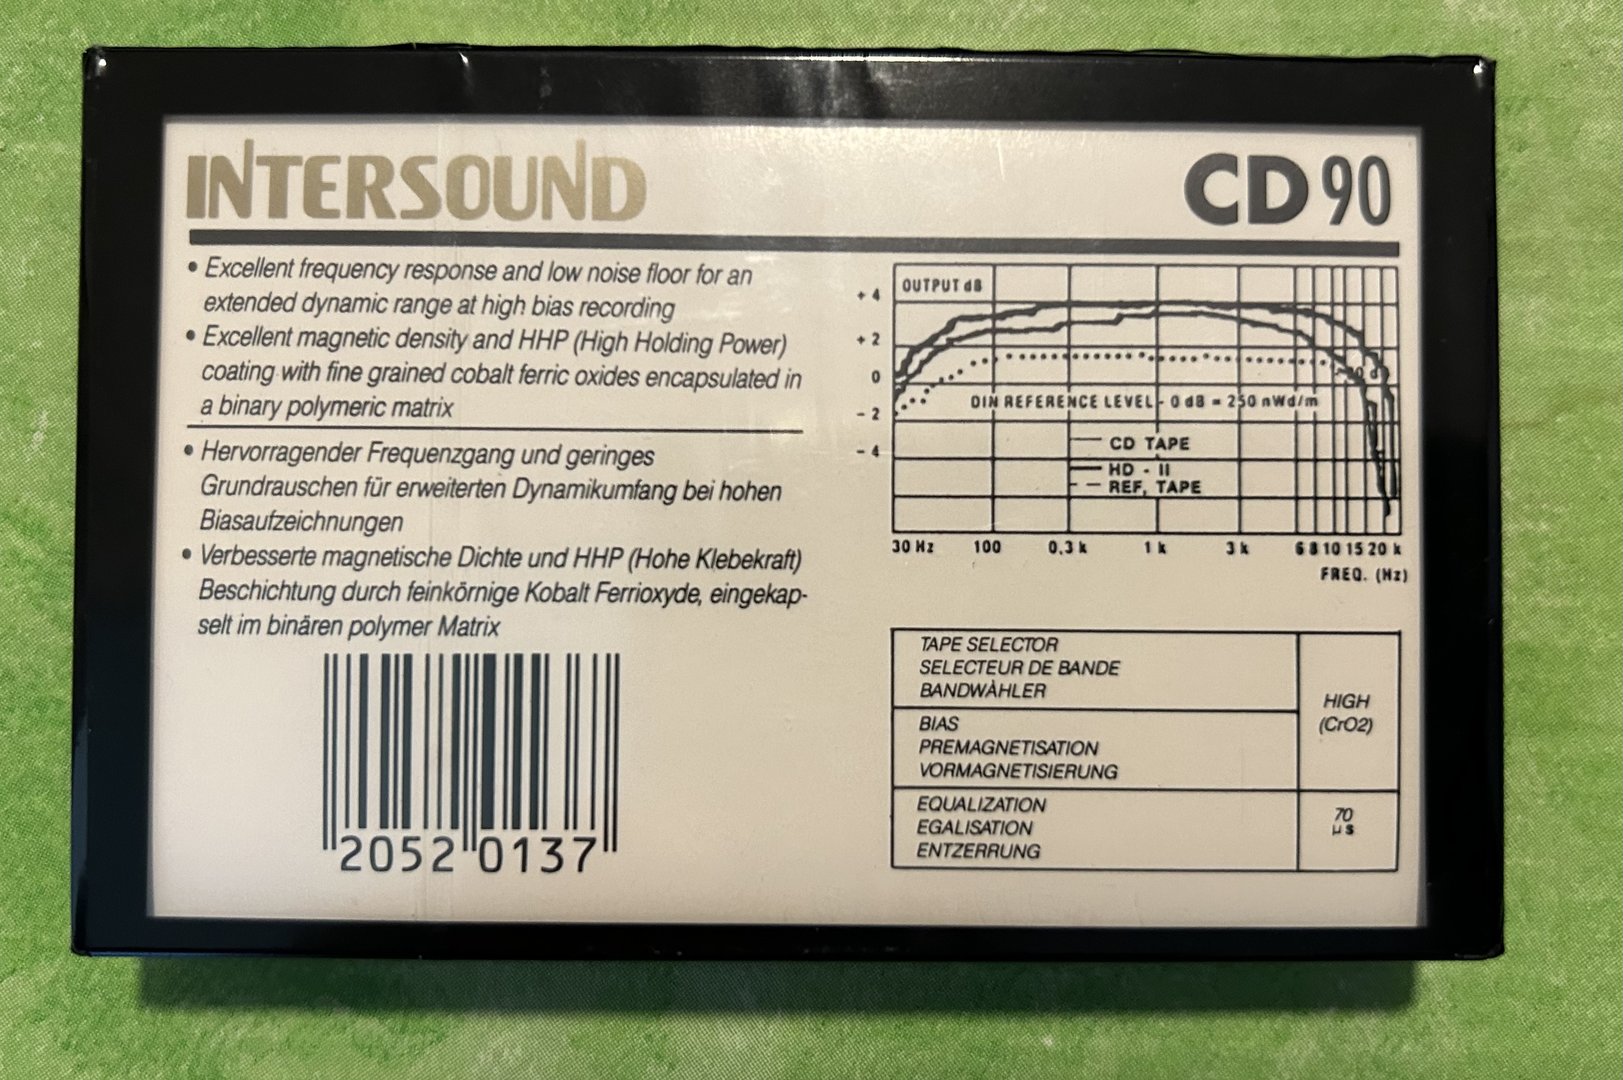 INTERSOUND
CD 90
• Excellent frequency response and low noise floor for an
extended dynamic range at high bias recording
• Excellent magnetic density and HHP (High Holding Power)
coating with fine grained cobalt ferric oxides encapsulated in
a binary polymeric matrix
• Hervorragender Frequenzgang und geringes
Grundrauschen für erweiterten Dynamikumfang bei hohen
Biasaufzeichnungen
• Verbesserte magnetische Dichte und HHP (Hohe Klebekraft)
Beschichtung durch feinkörnige Kobalt Ferrioxyde, eingekap-
selt im binären polymer Matrix
2052 0137
OUTPUT dB
+ 4
+ 2
0
- 2
- 4
DIN REFERENCE LEVEL - 0 dB = 250 nWd/m
CD TAPE
HD - II
REF, TAPE
30 Hz 100 0,3 k 1 k 3 k 6 8 10 15 20 k
FREQ. (Hz)
TAPE SELECTOR
SELECTEUR DE BANDE
BANDWÀHLER
HIGH
(CrO2)
BIAS
PREMAGNETISATION
VORMAGNETISIERUNG
EQUALIZATION
EGALISATION
ENTZERRUNG
70
µs